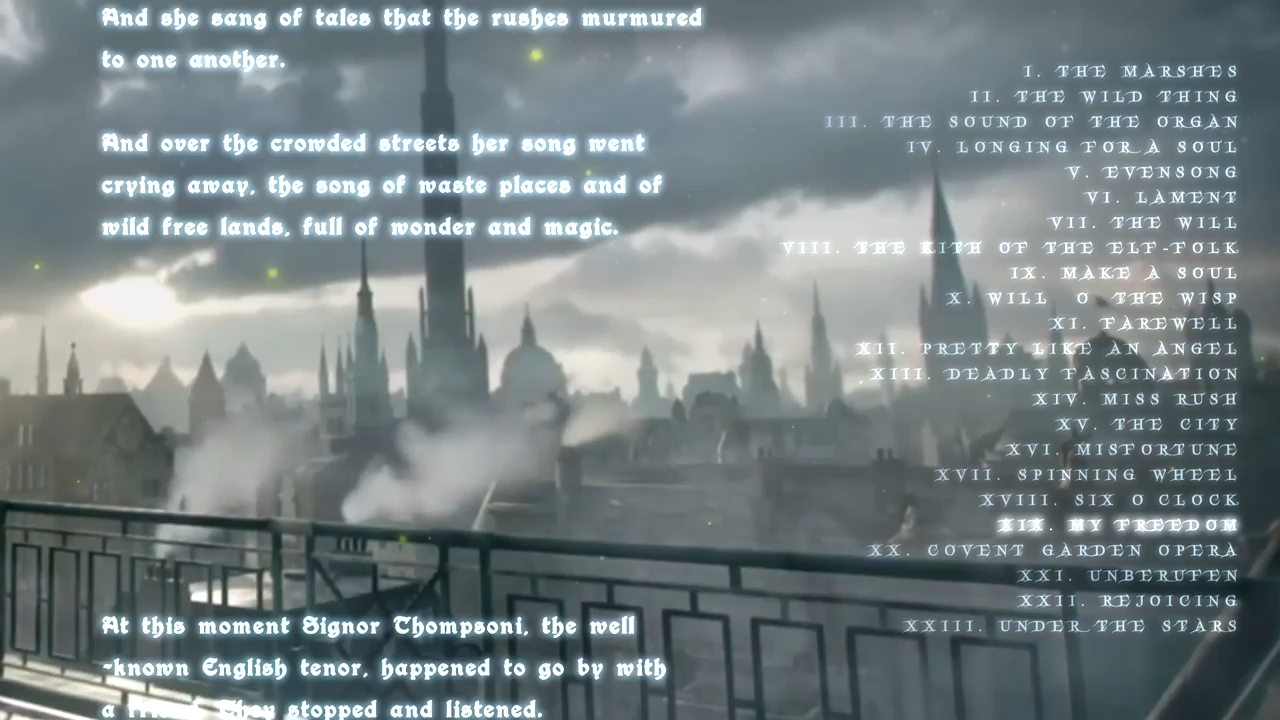 And she sang of tales that the rushes murmured
to one another.
And over the crowded streets her song went
crying away, the song of waste places and of
wild free lands, full of wonder and magic.
At this moment Signor Thompsoni, the well
-known English tenor, happened to go by with
a friend. They stopped and listened.
I. THE MARSHES
II. THE WILD THING
III. THE SOUND OF THE ORGAN
IV. LONGING FOR A SOUL
V. EVENSONG
VI. LAMENT
VII. THE WILL
VIII. THE KITH OF THE ELF-FOLK
IX. MAKE A SOUL
X. WILL O THE WISP
XI. FAREWELL
XII. PRETTY LIKE AN ANGEL
XIII. DEADLY FASCINATION
XIV. MISS RUSH
XV. THE CITY
XVI. MISFORTUNE
XVII. SPINNING WHEEL
XVIII. SIX O CLOCK
XIX. MY FREEDOM
XX. COVENT GARDEN OPERA
XXI. UNBERUFEN
XXII. REJOICING
XXIII. UNDER THE STARS